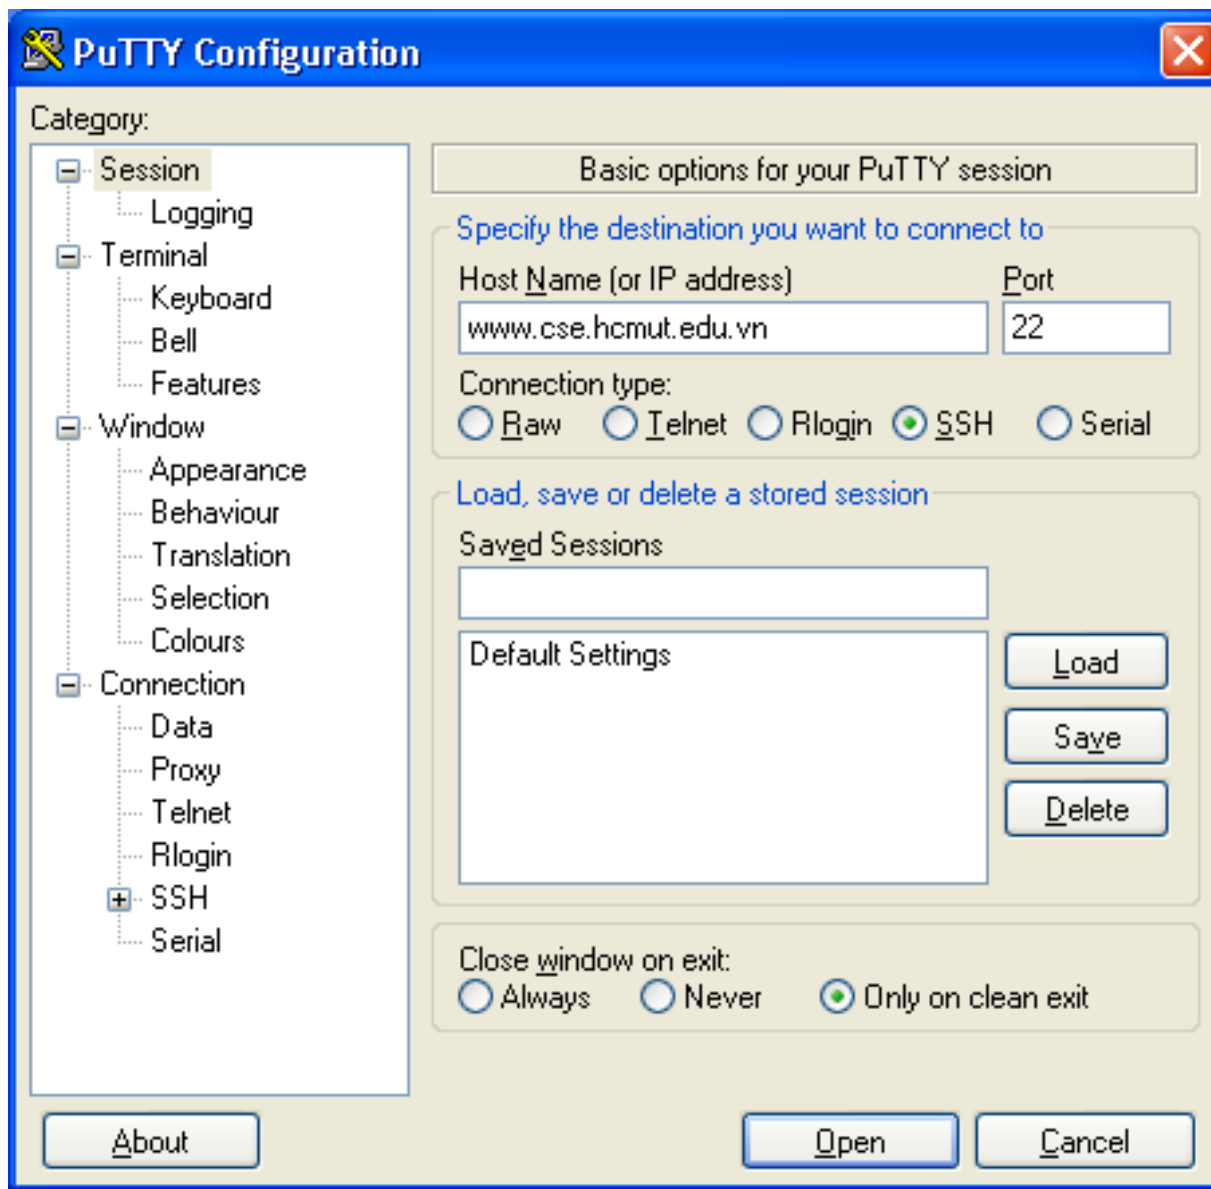 PuTTY Configuration
Category:
Session
Logging
Terminal
Keyboard
Bell
Features
Window
Appearance
Behaviour
Translation
Selection
Colours
Connection
Data
Proxy
Telnet
Rlogin
SSH
Serial
Basic options for your PuTTY session
Specify the destination you want to connect to
Host Name (or IP address) Port
www.cse.hcmut.edu.vn 22
Connection type:
Raw Telnet Rlogin SSH Serial
Load, save or delete a stored session
Saved Sessions
Default Settings
Load
Save
Delete
Close window on exit:
Always Never Only on clean exit
About Open Cancel